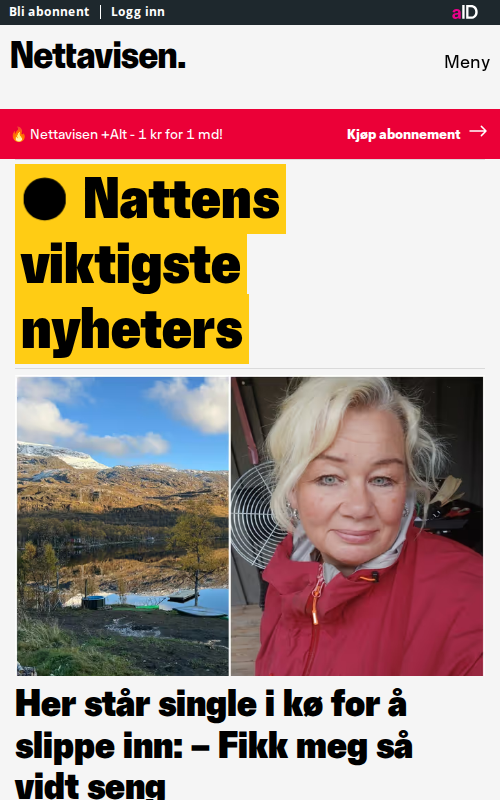 Bli abonnent | Logg inn
aID
Nettavisen.
Meny
🔥 Nettavisen +Alt - 1 kr for 1 md!
Kjøp abonnement →
● Nattens
viktigste
nyheters
Her står single i kø for å
slippe inn: – Fikk meg så
vidt seng